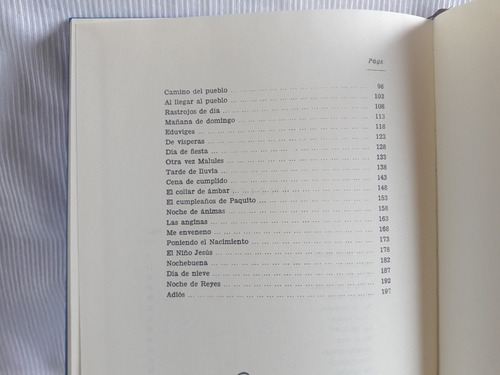 Págs.
Camino del pueblo ... 98
Al llegar al pueblo ... 103
Rastrojos de día ... 108
Mañana de domingo ... 113
Eduviges ... 118
De vísperas ... 123
Día de fiesta ... 128
Otra vez Malules ... 133
Tarde de lluvia ... 138
Cena de cumplido ... 143
El collar de ámbar ... 148
El cumpleaños de Paquito ... 153
Noche de ánimas ... 158
Las anginas ... 163
Me enveneno ... 168
Poniendo el Nacimiento ... 173
El Niño Jesús ... 178
Nochebuena ... 182
Día de nieve ... 187
Noche de Reyes ... 192
Adiós ... 197